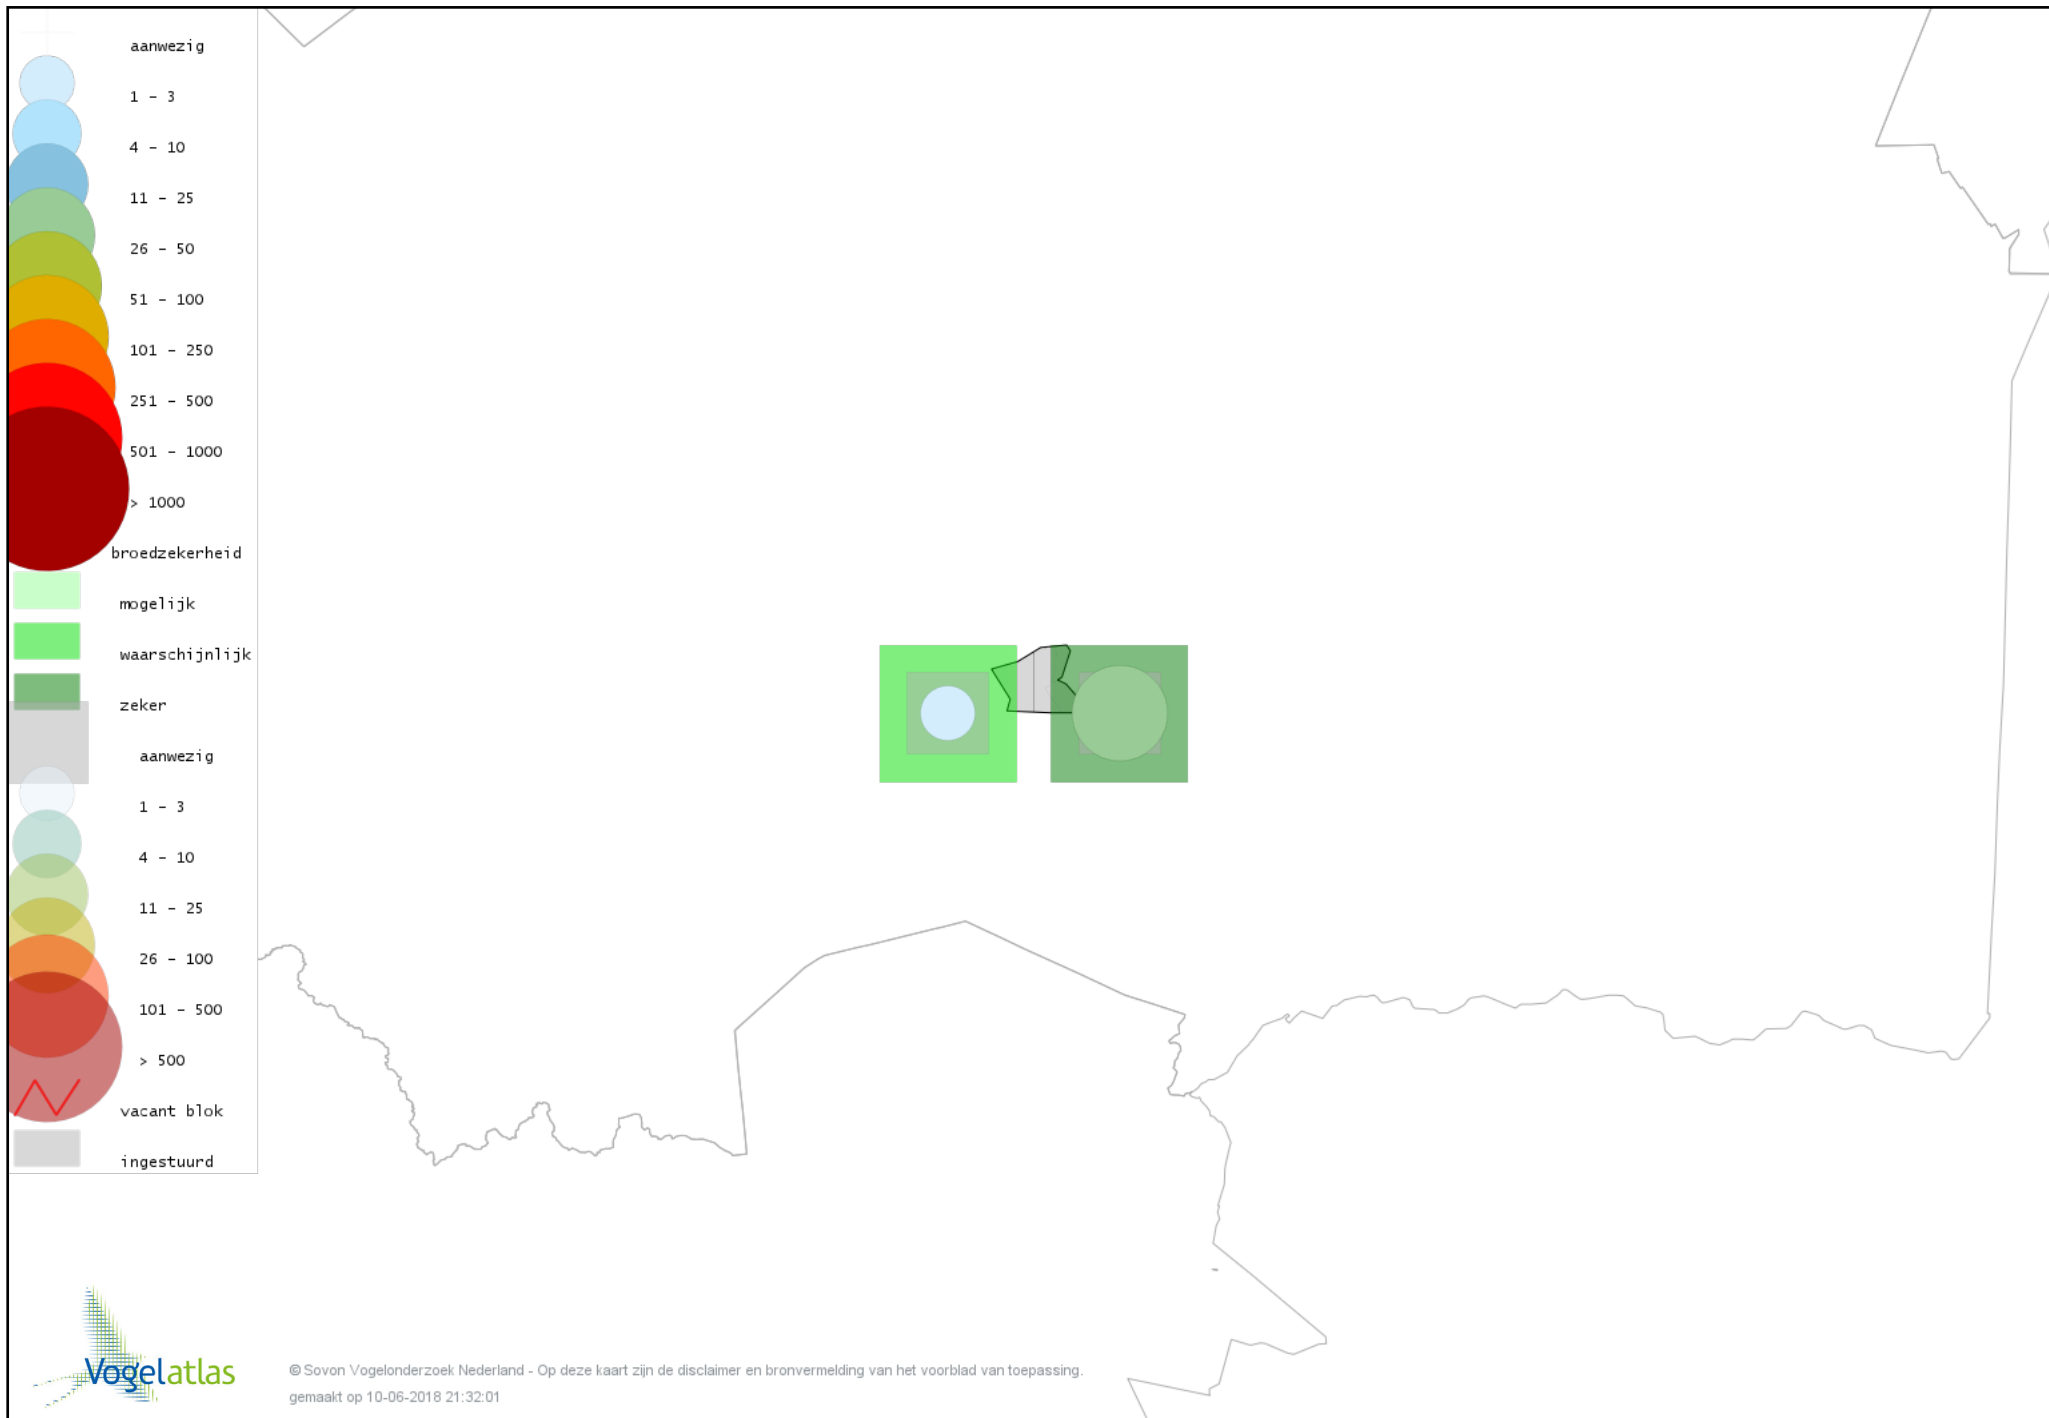 aanwezig
1 - 3
4 - 10
11 - 25
26 - 50
51 - 100
101 - 250
251 - 500
501 - 1000
> 1000
broedzekerheid
mogelijk
waarschijnlijk
zeker
aanwezig
1 - 3
4 - 10
11 - 25
26 - 100
101 - 500
> 500
vacant blok
ingestuurd
Vogelatlas
© Sovon Vogelonderzoek Nederland - Op deze kaart zijn de disclaimer en bronvermelding van het voorblad van toepassing.
gemaakt op 10-06-2018 21:32:01